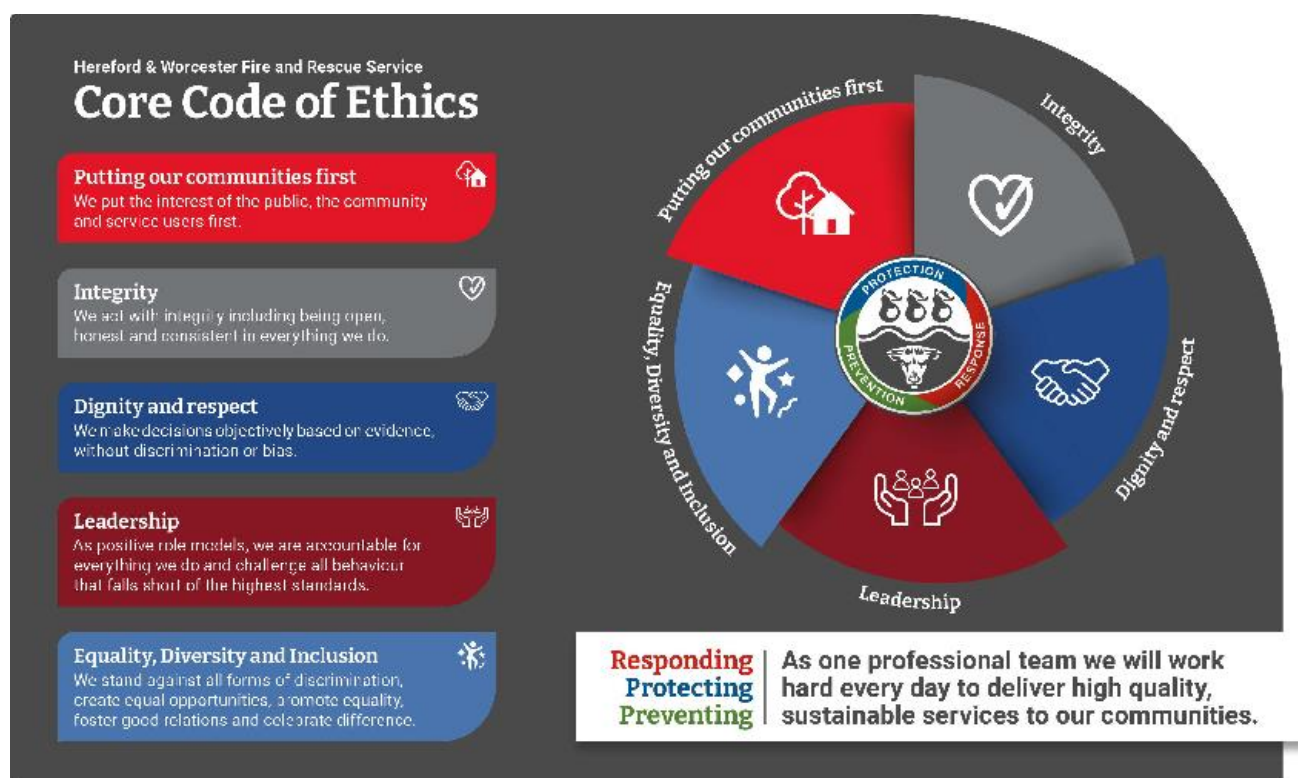 Hereford & Worcester Fire and Rescue Service
Core Code of Ethics
Putting our communities first
We put the interest of the public, the community
and service users first.
Integrity
We act with integrity including being open,
honest and consistent in everything we do.
Dignity and respect
We make decisions objectively based on evidence,
without discrimination or bias.
Leadership
As positive role models, we are accountable for
everything we do and challenge all behaviour
that falls short of the highest standards.
Equality, Diversity and Inclusion
We stand against all forms of discrimination,
create equal opportunities, promote equality,
foster good relations and celebrate difference.
Putting our communities first
Integrity
Dignity and respect
Leadership
Equality, Diversity and Inclusion
PROTECTION
RESPONSE
PREVENTION
Responding
Protecting
Preventing
As one professional team we will work
hard every day to deliver high quality,
sustainable services to our communities.